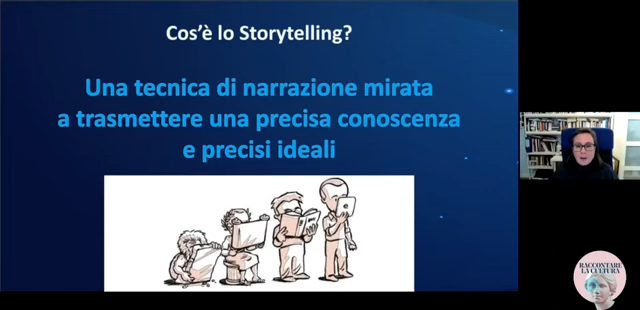 Cos'è lo Storytelling?
Una tecnica di narrazione mirata
a trasmettere una precisa conoscenza
e precisi ideali
RACCONTARE
LA CULTURA